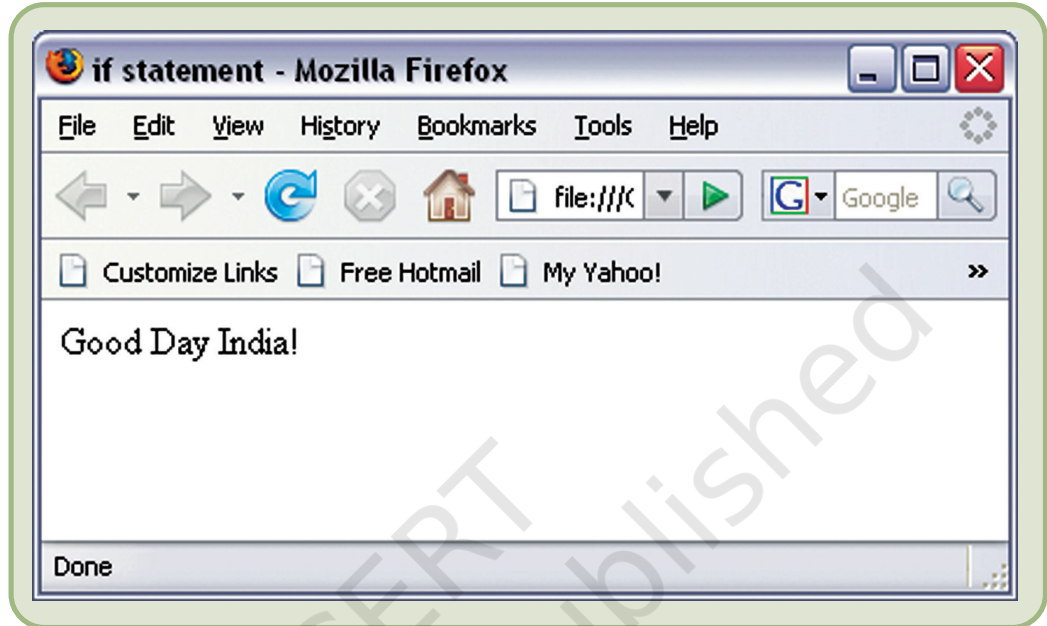 if statement - Mozilla Firefox
File Edit View History Bookmarks Tools Help
file:///C G Google
Customize Links Free Hotmail My Yahoo! »
Good Day India!
Done